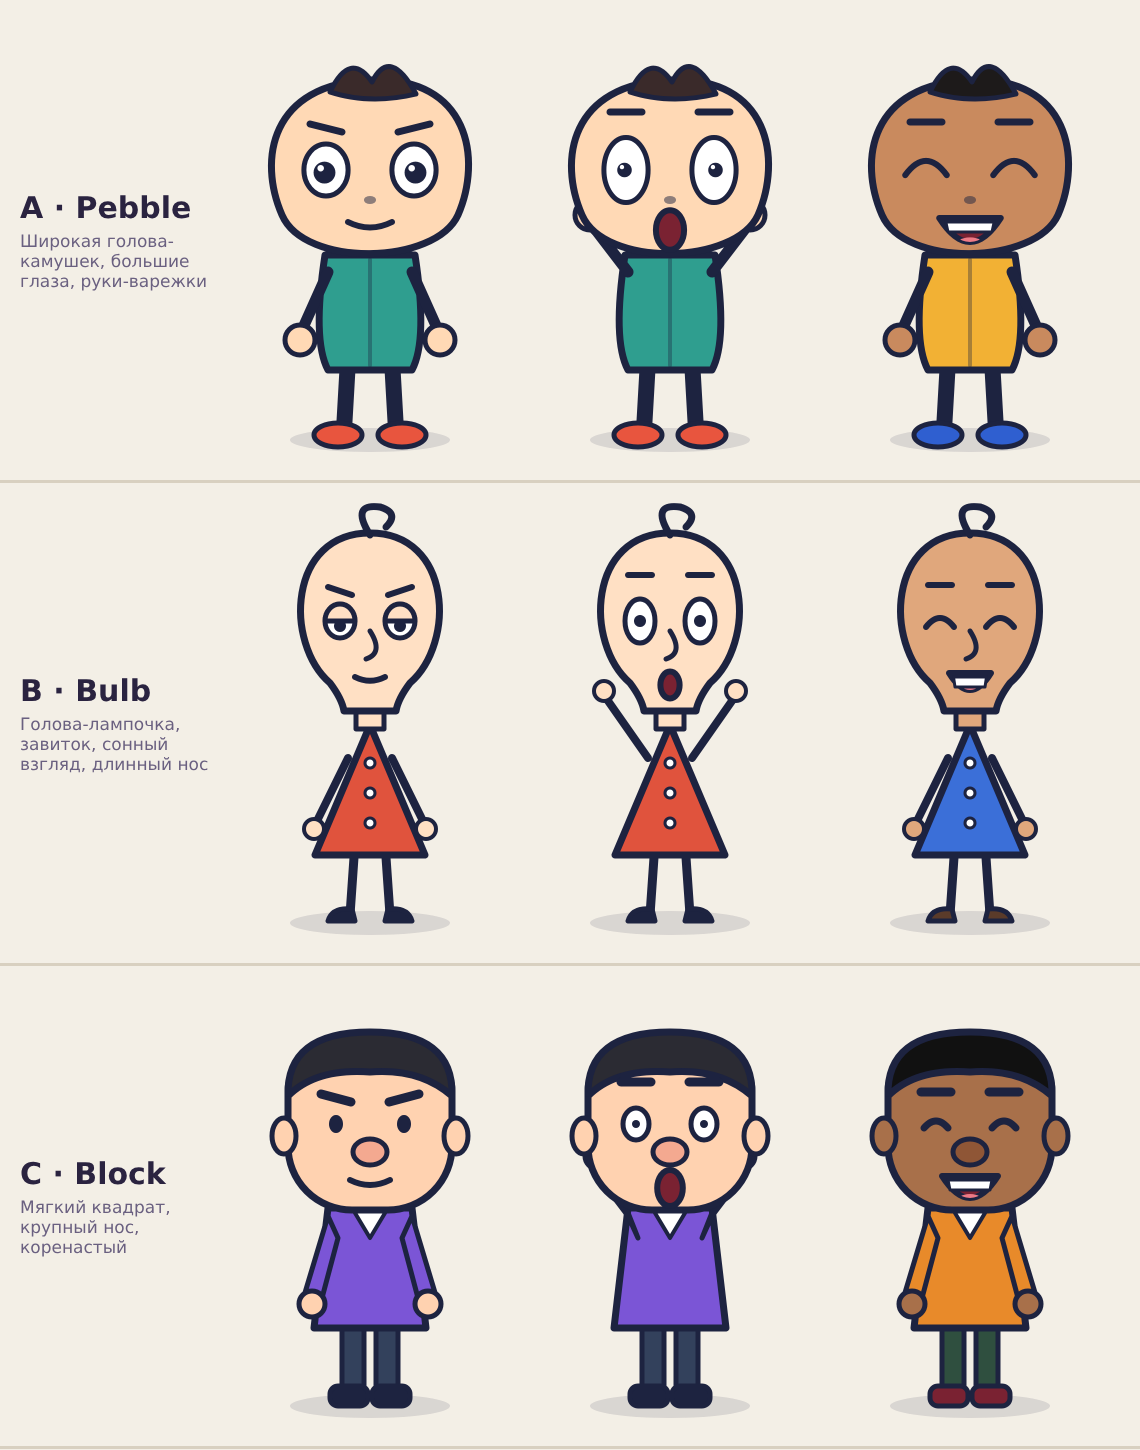 A · Pebble
Широкая голова-
камушек, большие
глаза, руки-варежки
B · Bulb
Голова-лампочка,
завиток, сонный
взгляд, длинный нос
C · Block
Мягкий квадрат,
крупный нос,
коренастый